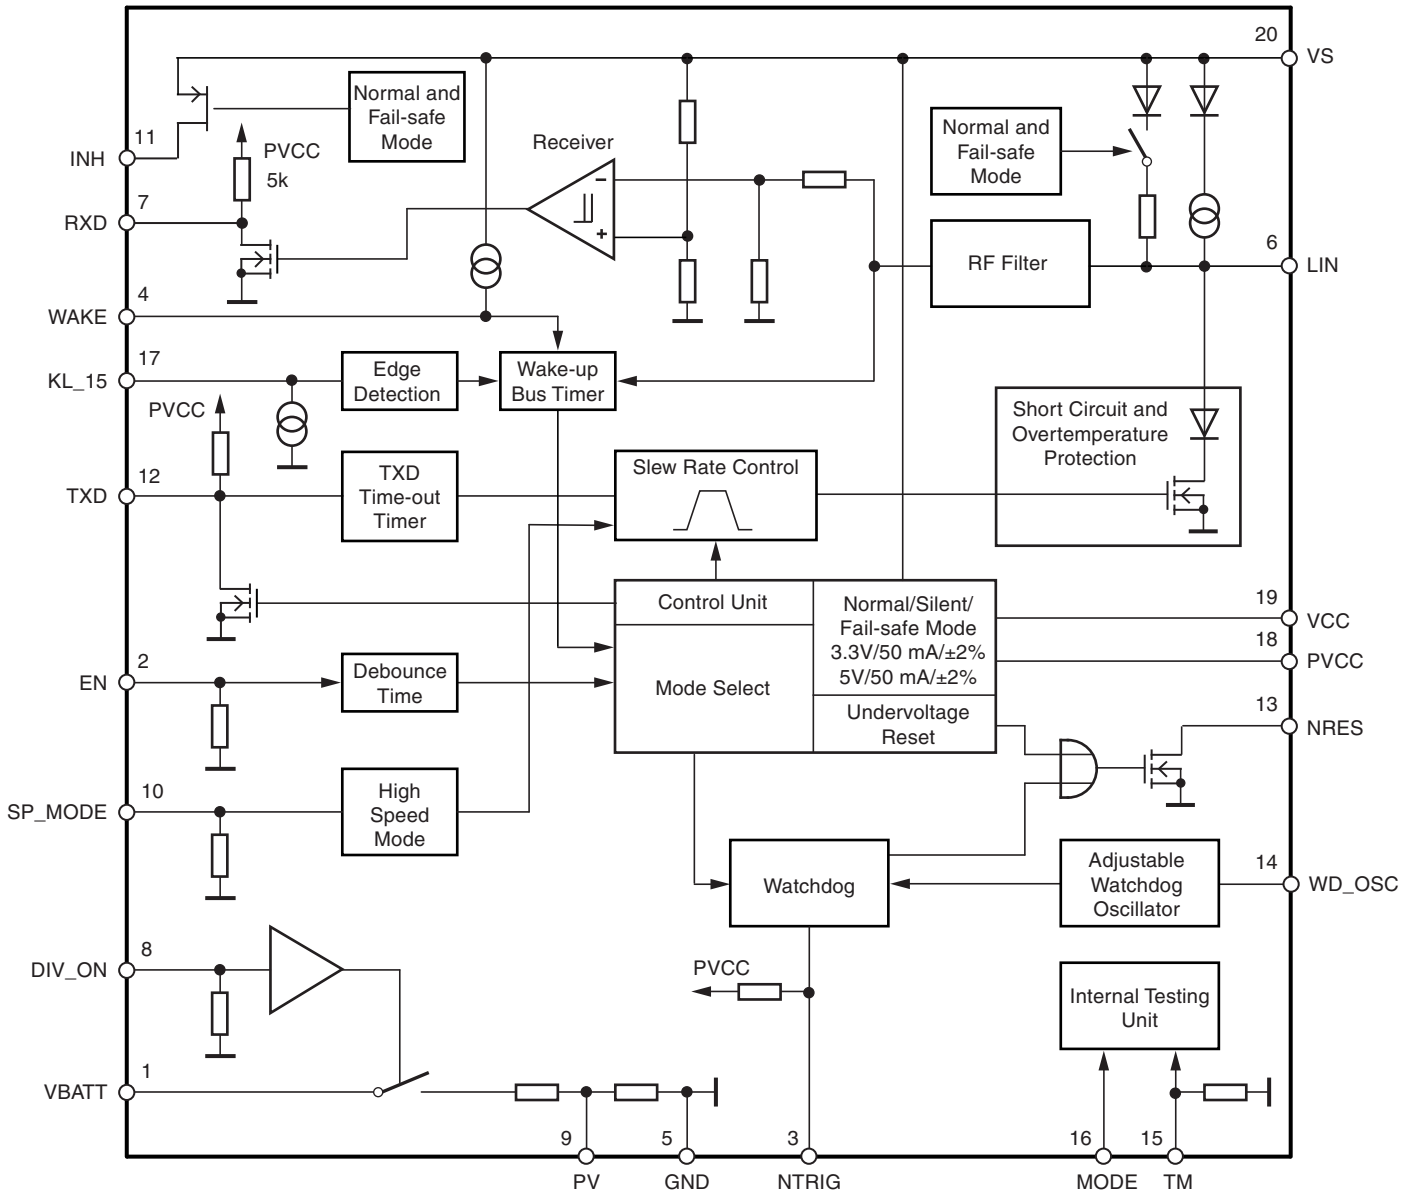 20
VS
Normal and
Fail-safe
Mode
11
INH
PVCC
5k
Receiver
Normal and
Fail-safe
Mode
7
RXD
-
+
RF Filter
6
LIN
4
WAKE
17
KL_15
Edge
Detection
Wake-up
Bus Timer
PVCC
Short Circuit and
Overtemperature
Protection
12
TXD
TXD
Time-out
Timer
Slew Rate Control
Control Unit
Mode Select
Normal/Silent/
Fail-safe Mode
3.3V/50 mA/±2%
5V/50 mA/±2%
Undervoltage
Reset
19
VCC
18
PVCC
13
NRES
2
EN
Debounce
Time
10
SP_MODE
High
Speed
Mode
Watchdog
Adjustable
Watchdog
Oscillator
14
WD_OSC
8
DIV_ON
PVCC
Internal Testing
Unit
1
VBATT
9
PV
5
GND
3
NTRIG
16
MODE
15
TM